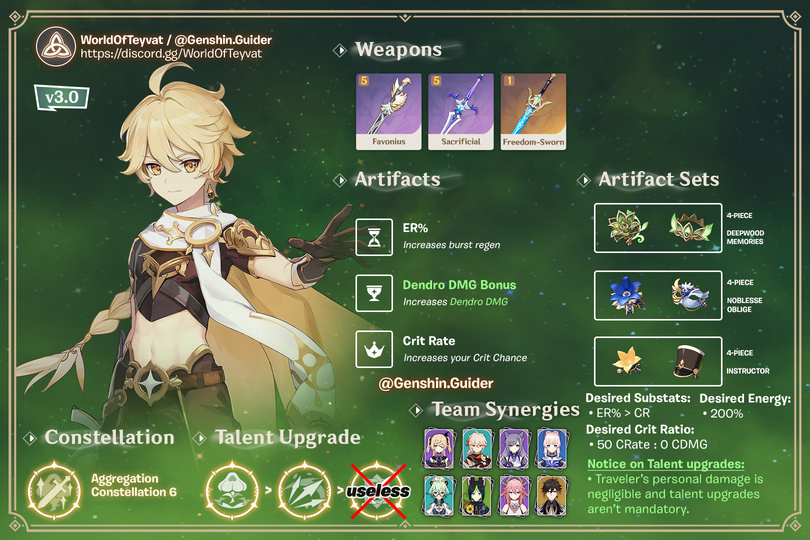 WorldOfTeyvat / @Genshin.Guider
https://discord.gg/WorldOfTeyvat
v3.0
Weapons
5
5
1
Favonius
Sacrificial
Freedom-Sworn
Artifacts
ER%
Increases burst regen
Dendro DMG Bonus
Increases Dendro DMG
Crit Rate
Increases your Crit Chance
@Genshin.Guider
Artifact Sets
4-PIECE
DEEPWOOD
MEMORIES
4-PIECE
NOBLESSE
OBLIGE
4-PIECE
INSTRUCTOR
Desired Substats:
• ER% > CR
Desired Energy:
• 200%
Desired Crit Ratio:
• 50 CRate : 0 CDMG
Notice on Talent upgrades:
• Traveler's personal damage is
negligible and talent upgrades
aren't mandatory.
Team Synergies
Constellation
Aggregation
Constellation 6
Talent Upgrade
> > useless